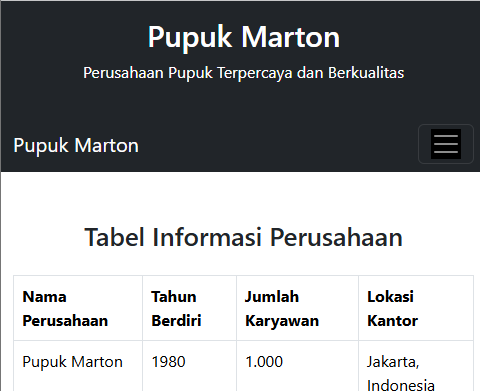 Pupuk Marton
Perusahaan Pupuk Terpercaya dan Berkualitas
Pupuk Marton
Tabel Informasi Perusahaan
Nama Perusahaan
Tahun Berdiri
Jumlah Karyawan
Lokasi Kantor
Pupuk Marton
1980
1.000
Jakarta,
Indonesia